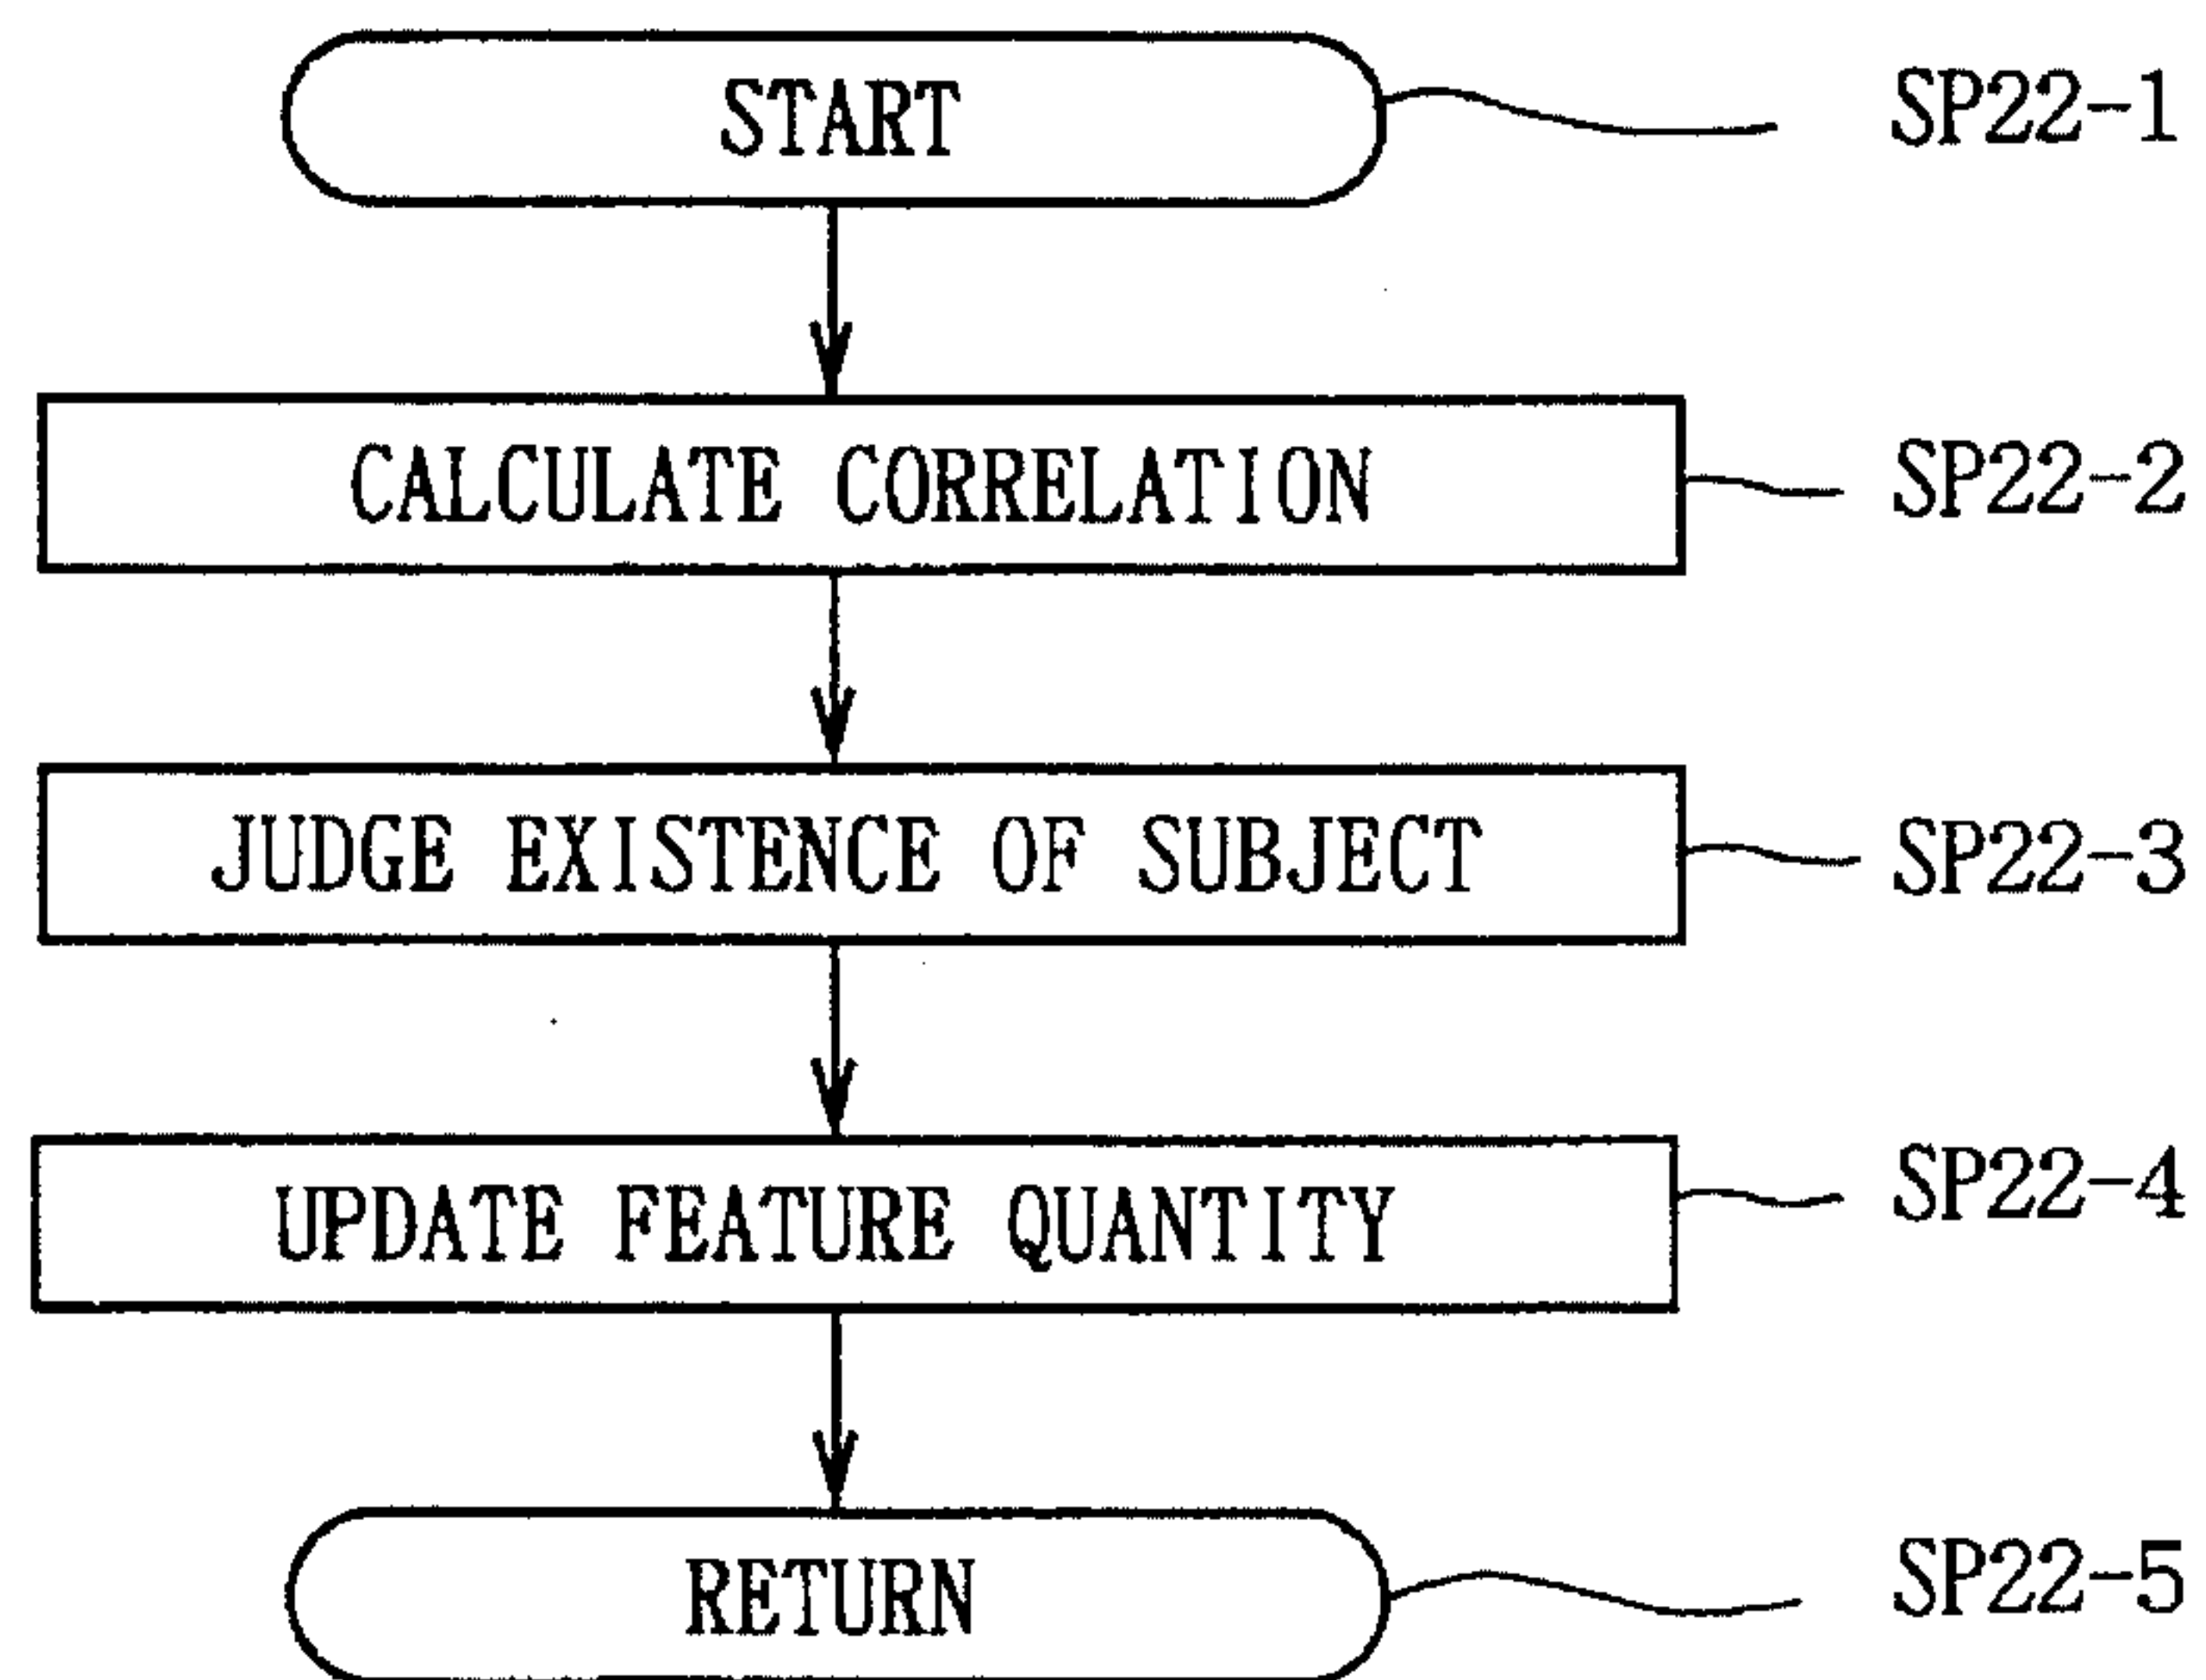 START SP22-1
CALCULATE CORRELATION SP22-2
JUDGE EXISTENCE OF SUBJECT SP22-3
UPDATE FEATURE QUANTITY SP22-4
RETURN SP22-5